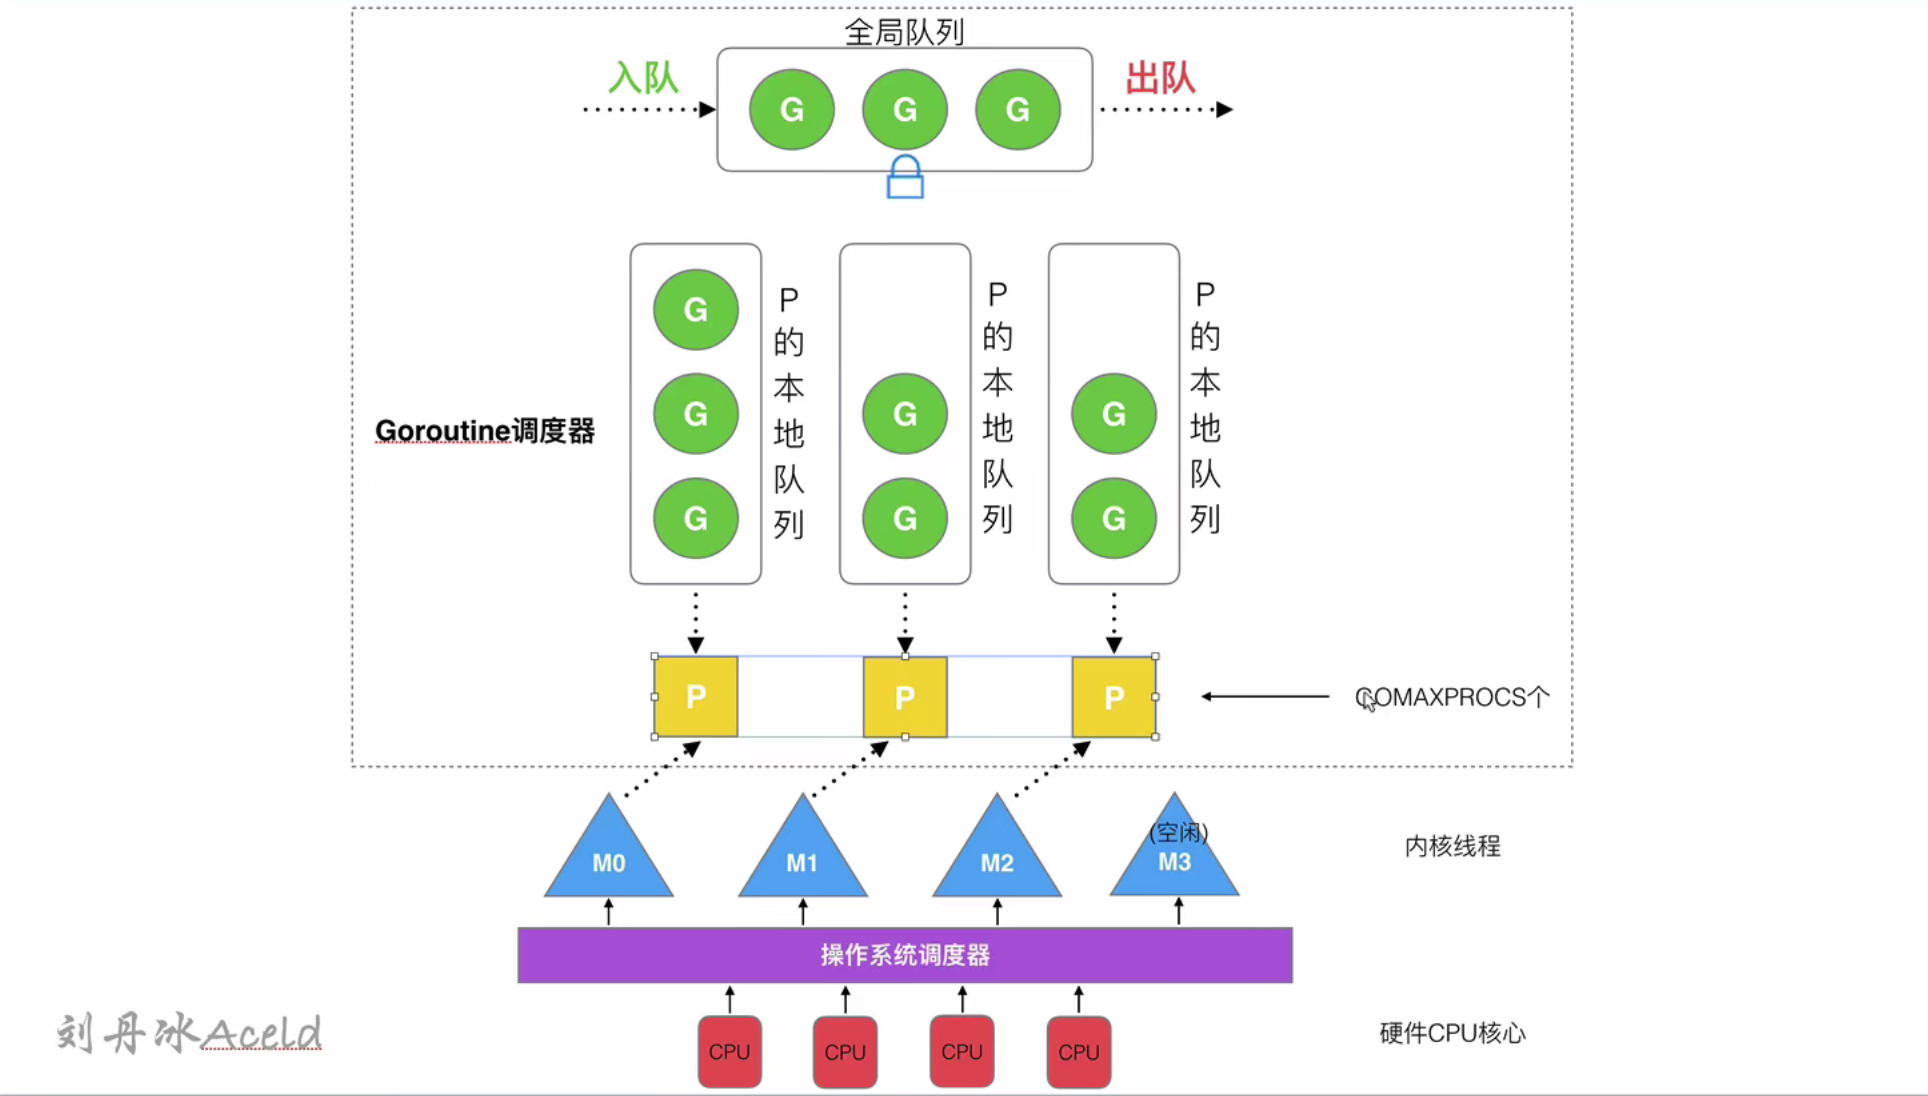 全局队列
入队
出队
G G G
G
G
G
P的本地队列
G
G
P的本地队列
G
G
P的本地队列
Goroutine调度器
P P P
GOMAXPROCS个
M0 M1 M2
(空闲)
M3
内核线程
操作系统调度器
CPU CPU CPU CPU
硬件CPU核心
刘丹冰Aceld